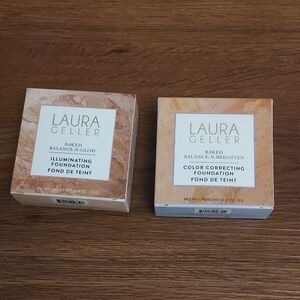 LAURA
GELLER
BAKED
BALANCE-N-GLOW
ILLUMINATING
FOUNDATION
FOND DE TEINT
LAURA
GELLER
BAKED
BALANCE-N-BRIGHTEN
COLOR CORRECTING
FOUNDATION
FOND DE TEINT